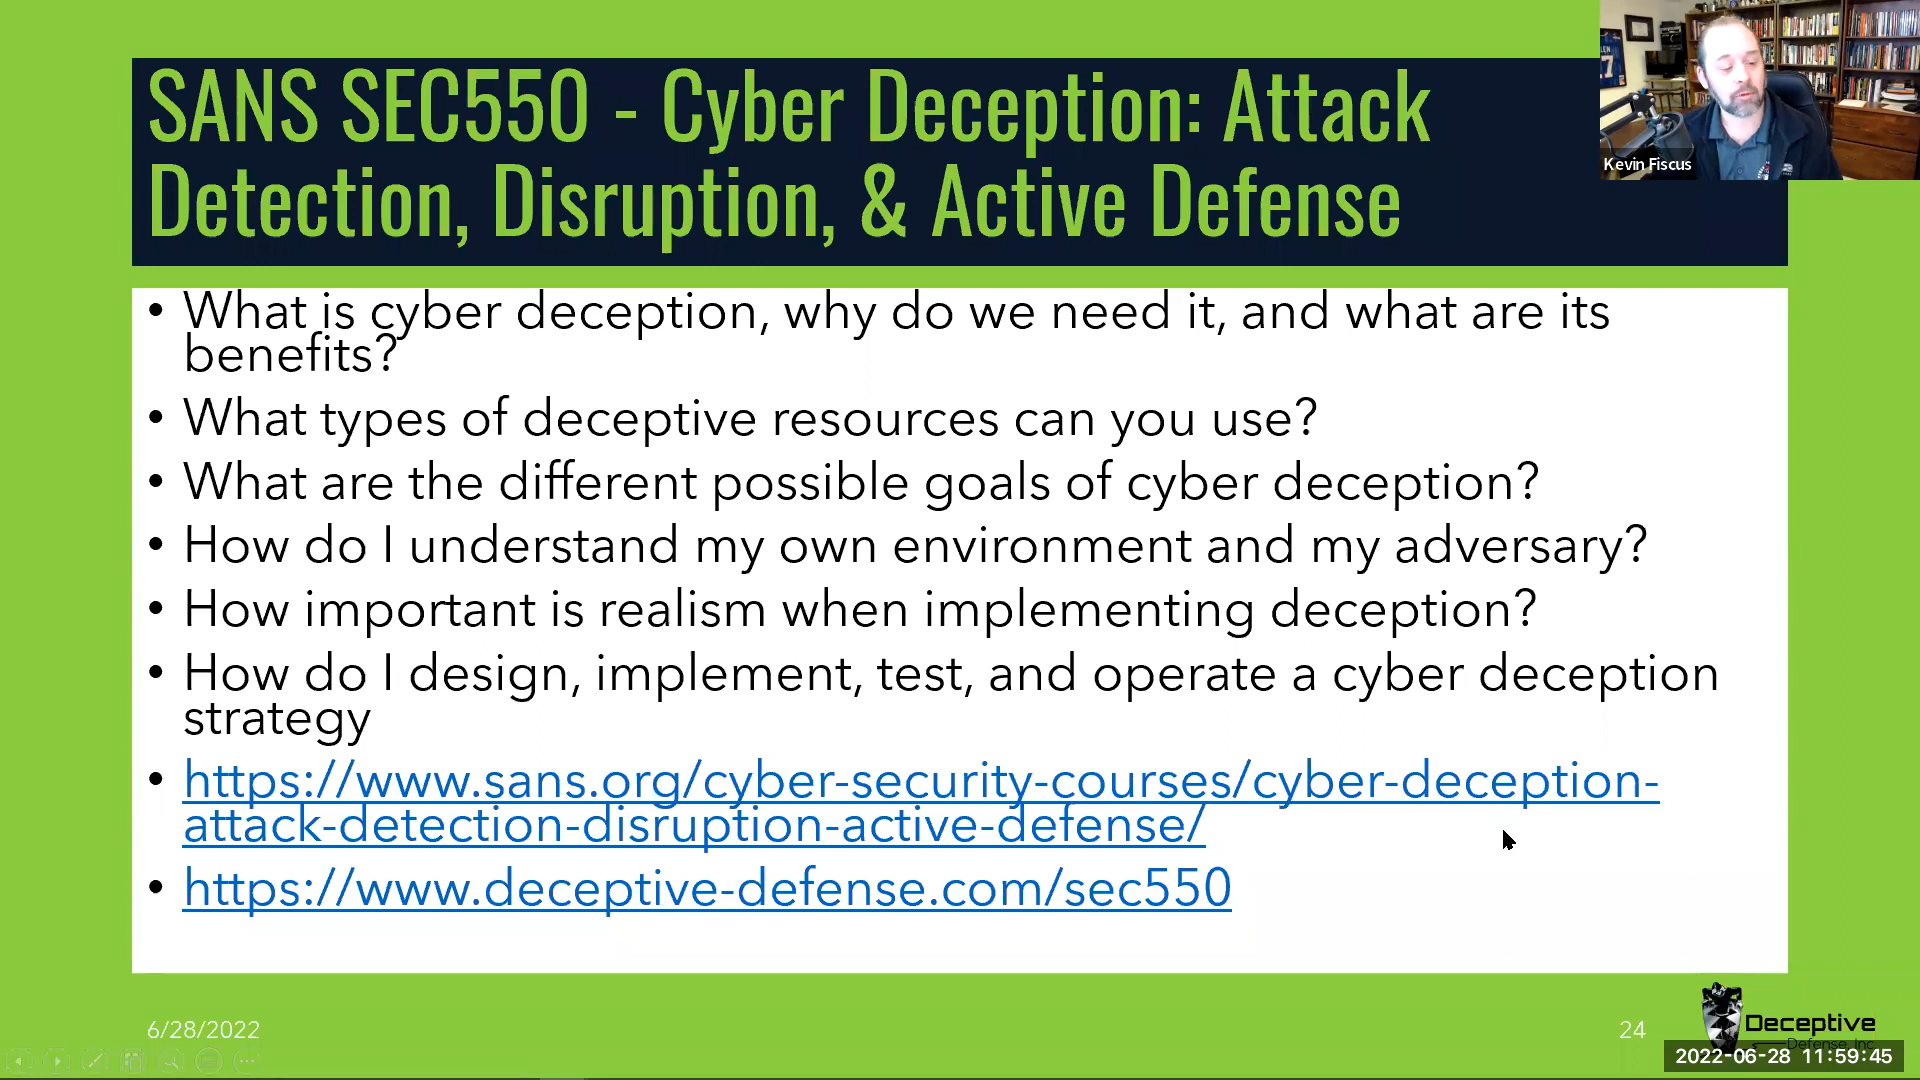 SANS SEC550 - Cyber Deception: Attack
Detection, Disruption, & Active Defense
Kevin Fiscus
• What is cyber deception, why do we need it, and what are its
benefits?
• What types of deceptive resources can you use?
• What are the different possible goals of cyber deception?
• How do I understand my own environment and my adversary?
• How important is realism when implementing deception?
• How do I design, implement, test, and operate a cyber deception
strategy
• https://www.sans.org/cyber-security-courses/cyber-deception-
attack-detection-disruption-active-defense/
• https://www.deceptive-defense.com/sec550
6/28/2022
24
Deceptive
Defense, Inc
2022-06-28 11:59:45